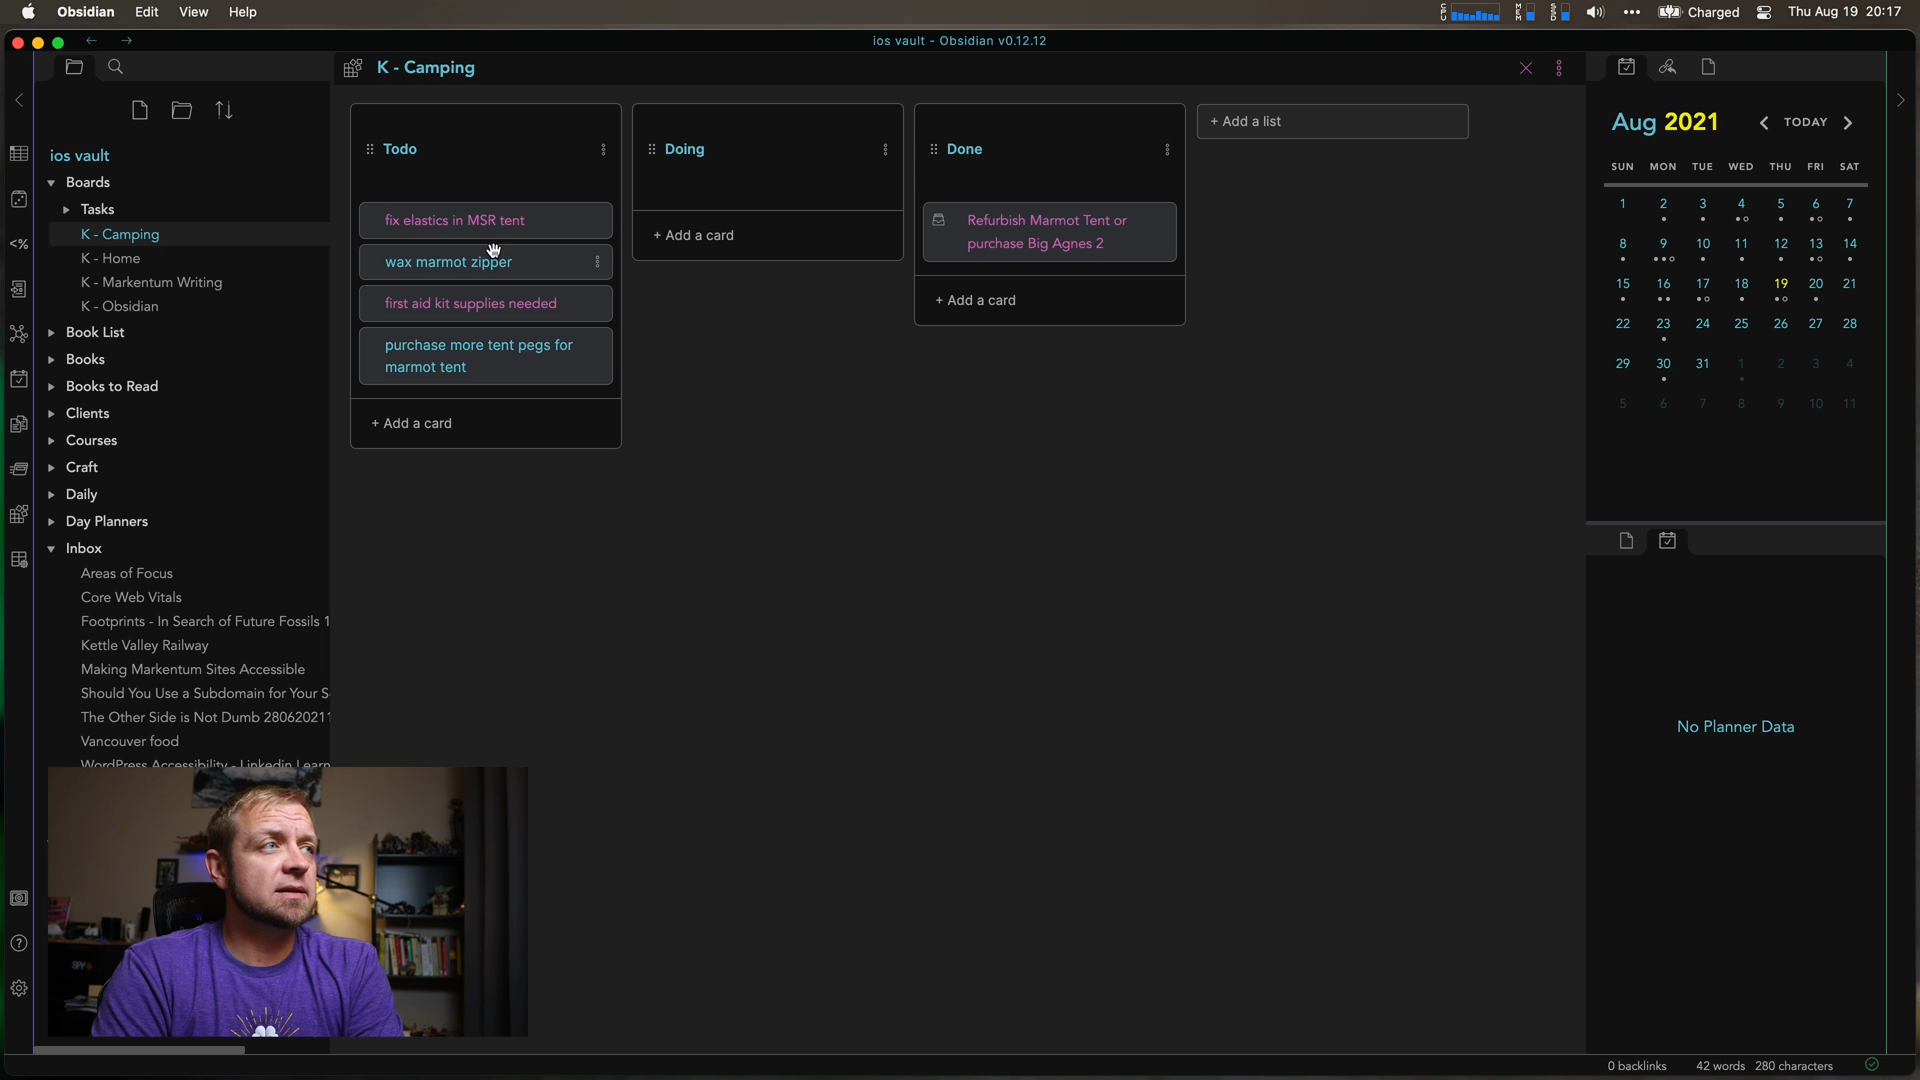 Obsidian Edit View Help
Charged Thu Aug 19 20:17
ios vault - Obsidian v0.12.12
K - Camping
ios vault
Boards
Tasks
K - Camping
K - Home
K - Markentum Writing
K - Obsidian
Book List
Books
Books to Read
Clients
Courses
Craft
Daily
Day Planners
Inbox
Areas of Focus
Core Web Vitals
Footprints - In Search of Future Fossils 1
Kettle Valley Railway
Making Markentum Sites Accessible
Should You Use a Subdomain for Your S
The Other Side is Not Dumb 280620211
Vancouver food
WordPress Accessibility - Linkedin Learn
Todo
fix elastics in MSR tent
wax marmot zipper
first aid kit supplies needed
purchase more tent pegs for
marmot tent
+ Add a card
Doing
+ Add a card
Done
Refurbish Marmot Tent or
purchase Big Agnes 2
+ Add a card
+ Add a list
Aug 2021 TODAY
SUN MON TUE WED THU FRI SAT
1 2 3 4 5 6 7
8 9 10 11 12 13 14
15 16 17 18 19 20 21
22 23 24 25 26 27 28
29 30 31 1 2 3 4
5 6 7 8 9 10 11
No Planner Data
0 backlinks 42 words 280 characters